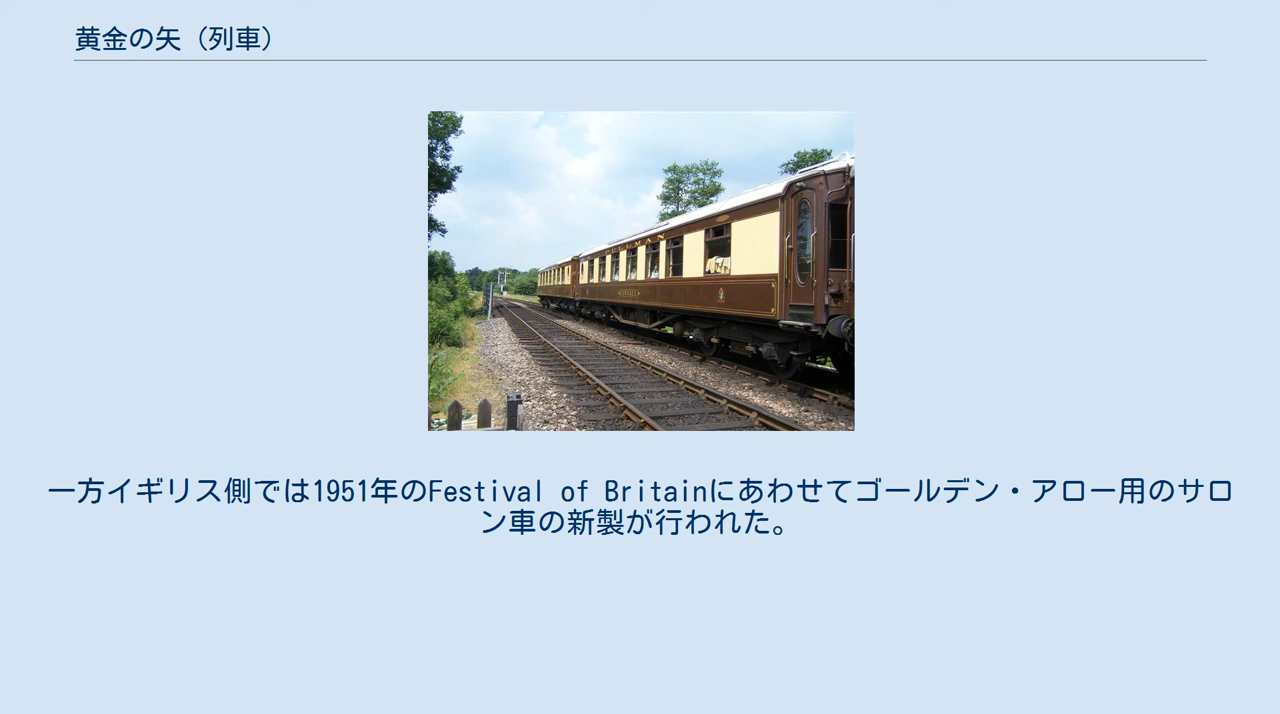 黄金の矢（列車）
PULLMAN
一方イギリス側では1951年のFestival of Britainにあわせてゴールデン・アロー用のサロ
ン車の新製が行われた。